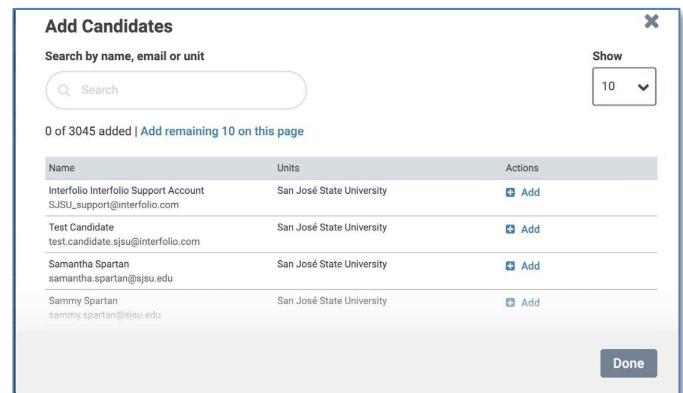 Add Candidates
Search by name, email or unit
Show
Search
10
0 of 3045 added | Add remaining 10 on this page
Name Units Actions
Interfolio Interfolio Support Account San José State University Add
SJSU_support@interfolio.com
Test Candidate San José State University Add
test.candidate.sjsu@interfolio.com
Samantha Spartan San José State University Add
samantha.spartan@sjsu.edu
Sammy Spartan San José State University Add
sammy.spartan@sjsu.edu
Done